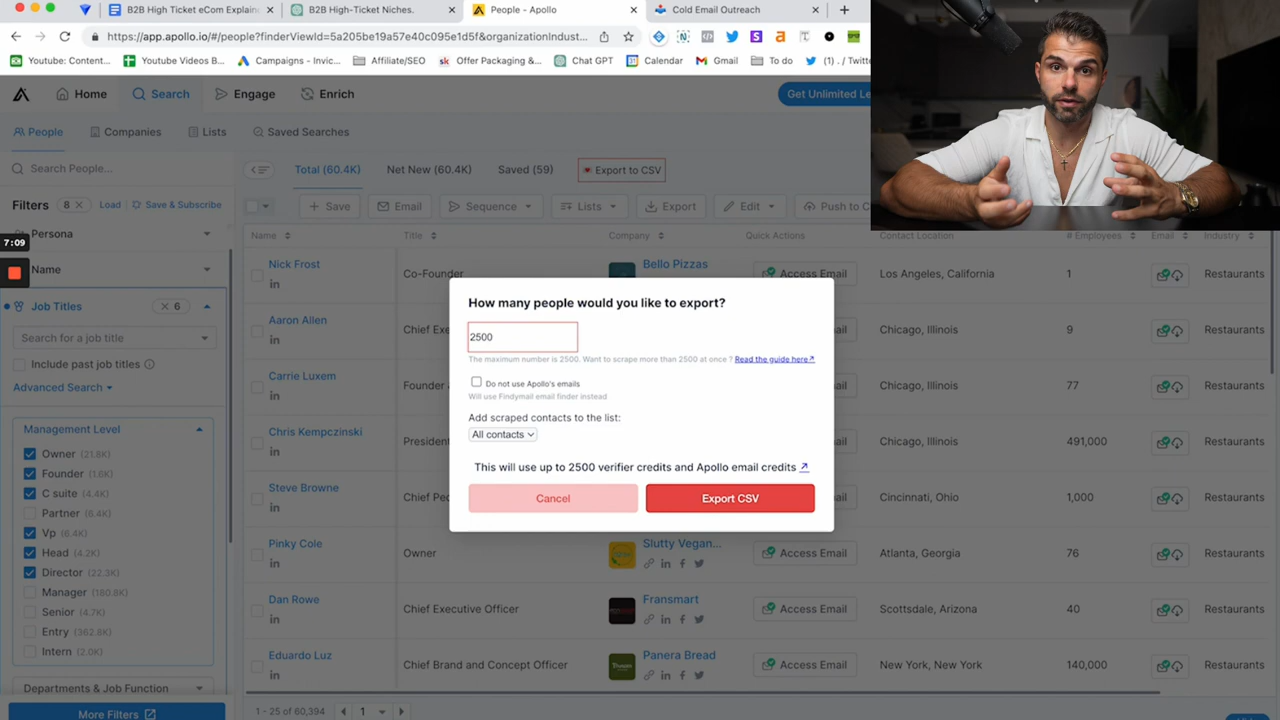 B2B High Ticket eCom Explain
B2B High-Ticket Niches.
People - Apollo
Cold Email Outreach
https://app.apollo.io/#/people?finderViewId=5a205be19a57e40c095e1d5f&organizationIndust...
Youtube: Content...
Youtube Videos B...
Campaigns - Invic...
Affiliate/SEO
Offer Packaging &...
Chat GPT
Calendar
Gmail
To do
(1) . / Twitt
Home
Search
Engage
Enrich
Get Unlimited Le
People
Companies
Lists
Saved Searches
Search People...
Total (60.4K)
Net New (60.4K)
Saved (59)
Export to CSV
Filters
8
Load
Save & Subscribe
Save
Email
Sequence
Lists
Export
Edit
Push to C
Persona
7:09
Name
Job Titles
6
Search for a job title
Include past job titles
Advanced Search
Management Level
Owner (21.8K)
Founder (1.6K)
C suite (4.4K)
Partner (6.4K)
Vp (6.4K)
Head (4.2K)
Director (22.3K)
Manager (180.8K)
Senior (4.7K)
Entry (362.8K)
Intern (2.0K)
Departments & Job Function
More Filters
Name
Title
Company
Quick Actions
Contact Location
# Employees
Email
Industry
Nick Frost
Co-Founder
Bello Pizzas
Access Email
Los Angeles, California
1
Restaurants
Aaron Allen
Chief Exe
ail
Chicago, Illinois
9
Restaurants
Carrie Luxem
Founder
ail
Chicago, Illinois
77
Restaurants
Chris Kempczinski
President
ail
Chicago, Illinois
491,000
Restaurants
Steve Browne
Chief Peo
ail
Cincinnati, Ohio
1,000
Restaurants
Pinky Cole
Owner
Slutty Vegan...
Access Email
Atlanta, Georgia
76
Restaurants
Dan Rowe
Chief Executive Officer
Fransmart
Access Email
Scottsdale, Arizona
40
Restaurants
Eduardo Luz
Chief Brand and Concept Officer
Panera Bread
Access Email
New York, New York
140,000
Restaurants
1 - 25 of 60,394
1
How many people would you like to export?
2500
The maximum number is 2500. Want to scrape more than 2500 at once ? Read the guide here
Do not use Apollo's emails
Will use Findymail email finder instead
Add scraped contacts to the list:
All contacts
This will use up to 2500 verifier credits and Apollo email credits
Cancel
Export CSV